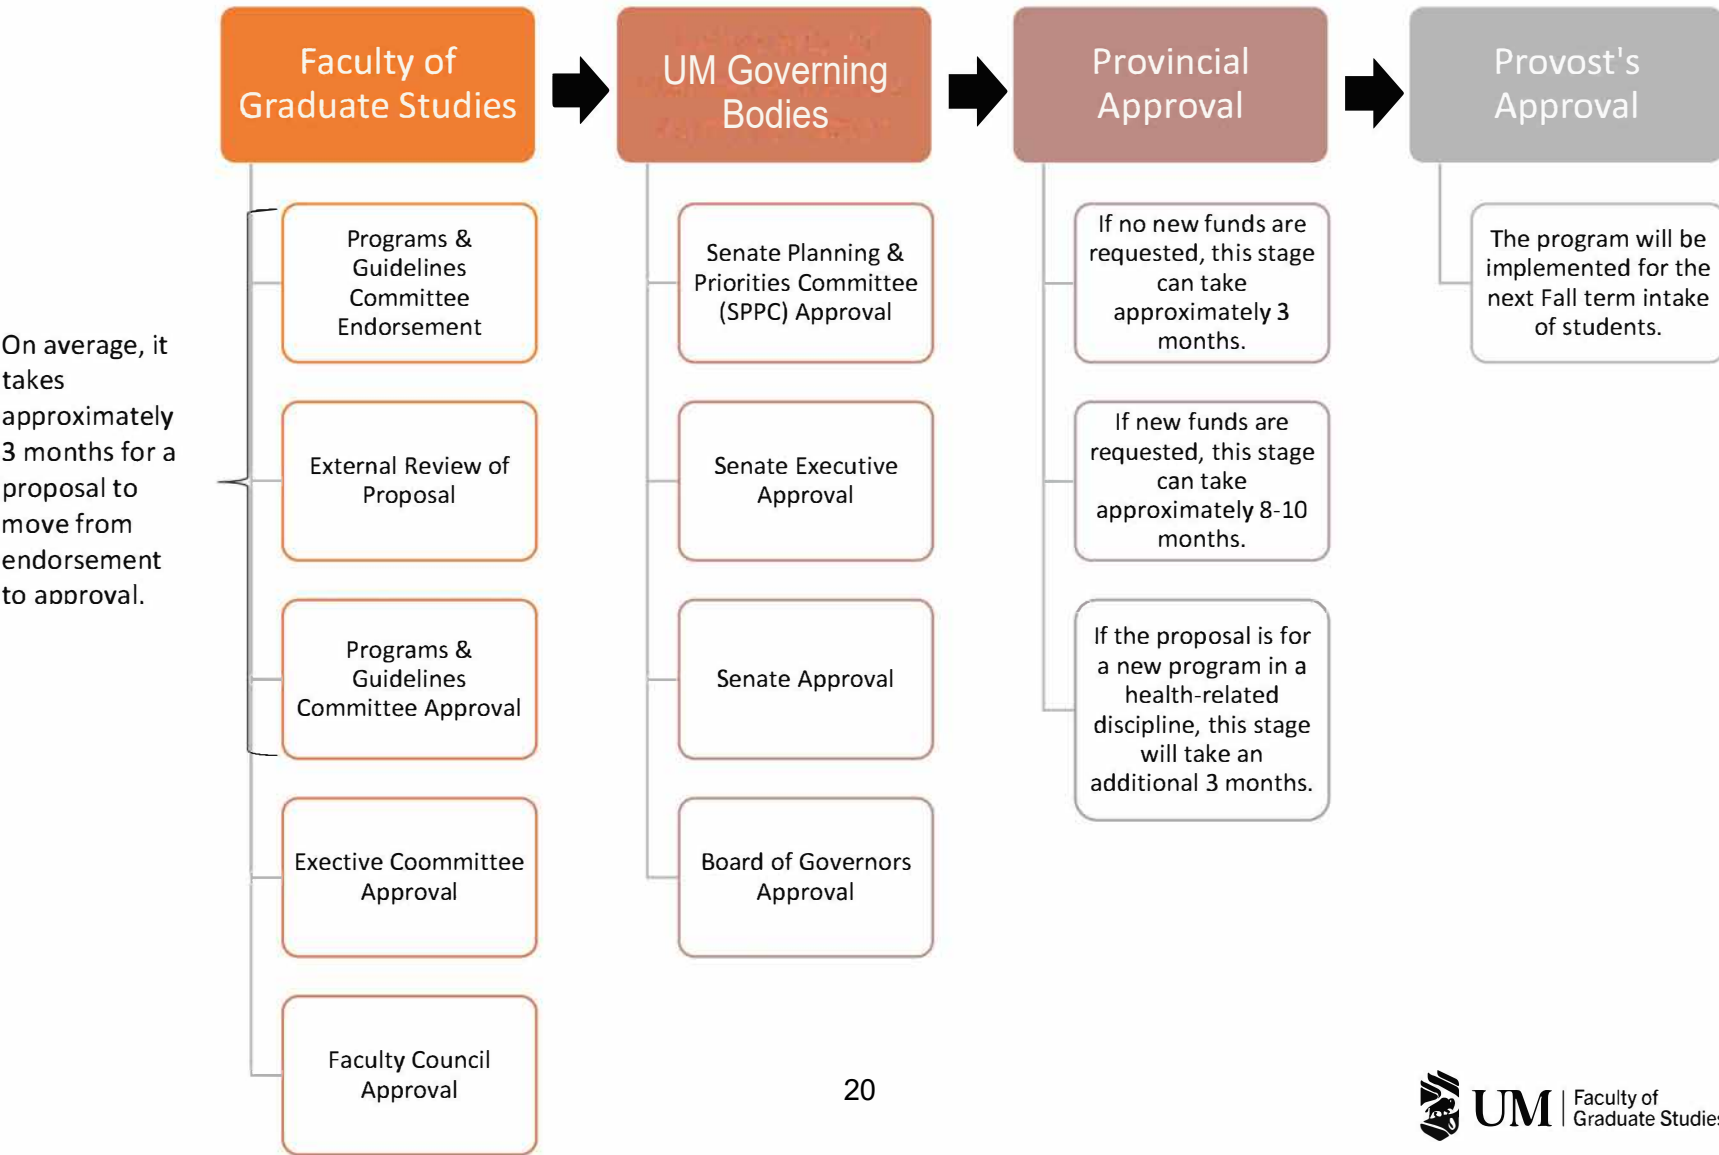 Faculty of
Graduate Studies
UM Governing
Bodies
Provincial
Approval
Provost's
Approval
On average, it
takes
approximately
3 months for a
proposal to
move from
endorsement
to approval.
Programs &
Guidelines
Committee
Endorsement
External Review of
Proposal
Programs &
Guidelines
Committee Approval
Exective Coommittee
Approval
Faculty Council
Approval
Senate Planning &
Priorities Committee
(SPPC) Approval
Senate Executive
Approval
Senate Approval
Board of Governors
Approval
If no new funds are
requested, this stage
can take
approximately 3
months.
If new funds are
requested, this stage
can take
approximately 8-10
months.
If the proposal is for
a new program in a
health-related
discipline, this stage
will take an
additional 3 months.
The program will be
implemented for the
next Fall term intake
of students.
20
UM
Faculty of
Graduate Studies